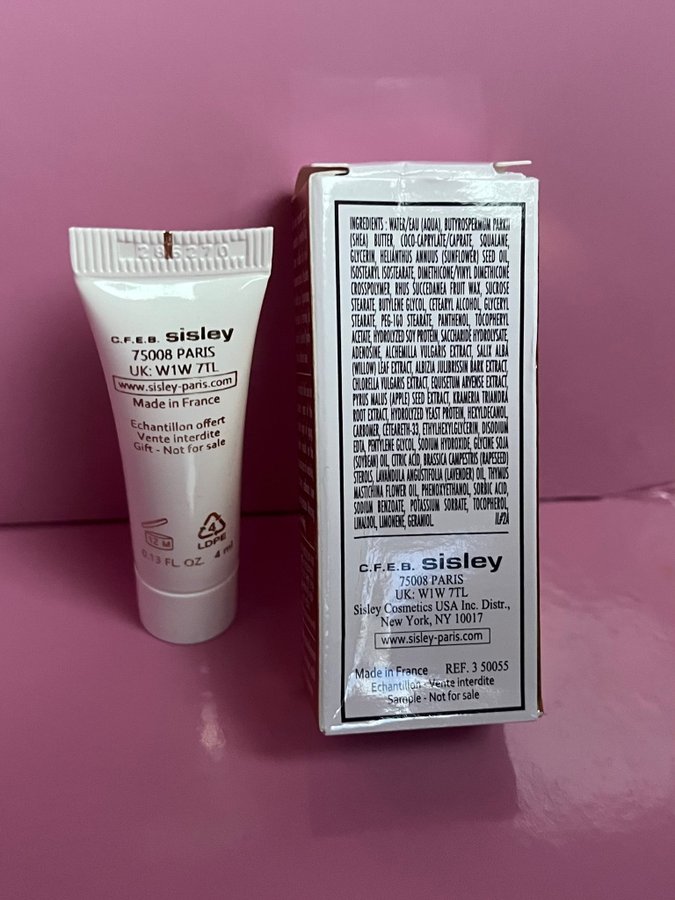 C.F.E.B. sisley
75008 PARIS
UK: W1W 7TL
www.sisley-paris.com
Made in France
Echantillon offert
Vente interdite
Gift - Not for sale
12 M
4
LDPE
0.13 FL OZ. 4 ml
INGREDIENTS : WATER/EAU (AQUA), BUTYROSPERMUM PARKII
(SHEA) BUTTER, COCO-CAPRYLATE/CAPRATE, SQUALANE,
GLYCERIN, HELIANTHUS ANNUUS (SUNFLOWER) SEED OIL,
ISOSTEARYL ISOSTEARATE, DIMETHICONE/VINYL DIMETHICONE
CROSSPOLYMER, RHUS SUCCEDANEA FRUIT WAX, SUCROSE
STEARATE, BUTYLENE GLYCOL, CETEARYL ALCOHOL, GLYCERYL
STEARATE, PEG-100 STEARATE, PANTHENOL, TOCOPHERYL
ACETATE, HYDROLYZED SOY PROTEIN, SACCHARIDE HYDROLYSATE,
ADENOSINE, ALCHEMILLA VULGARIS EXTRACT, SALIX ALBA
(WILLOW) LEAF EXTRACT, ALBIZIA JULIBRISSIN BARK EXTRACT,
CHLORELLA VULGARIS EXTRACT, EQUISETUM ARVENSE EXTRACT,
PYRUS MALUS (APPLE) SEED EXTRACT, KRAMERIA TRIANDRA
ROOT EXTRACT, HYDROLYZED YEAST PROTEIN, HEXYLDECANOL,
CARBOMER, CETEARETH-33, ETHYLHEXYLGLYCERIN, DISODIUM
EDTA, PENTYLENE GLYCOL, SODIUM HYDROXIDE, GLYCINE SOJA
(SOYBEAN) OIL, CITRIC ACID, BRASSICA CAMPESTRIS (RAPESEED)
STEROLS, LAVANDULA ANGUSTIFOLIA (LAVENDER) OIL, THYMUS
MASTICHINA FLOWER OIL, PHENOXYETHANOL, SORBIC ACID,
SODIUM BENZOATE, POTASSIUM SORBATE, TOCOPHEROL,
LINALOOL, LIMONENE, GERANIOL. IL#2A
C.F.E.B. sisley
75008 PARIS
UK: W1W 7TL
Sisley Cosmetics USA Inc. Distr.,
New York, NY 10017
www.sisley-paris.com
Made in France REF. 3 50055
Echantillon - Vente interdite
Sample - Not for sale